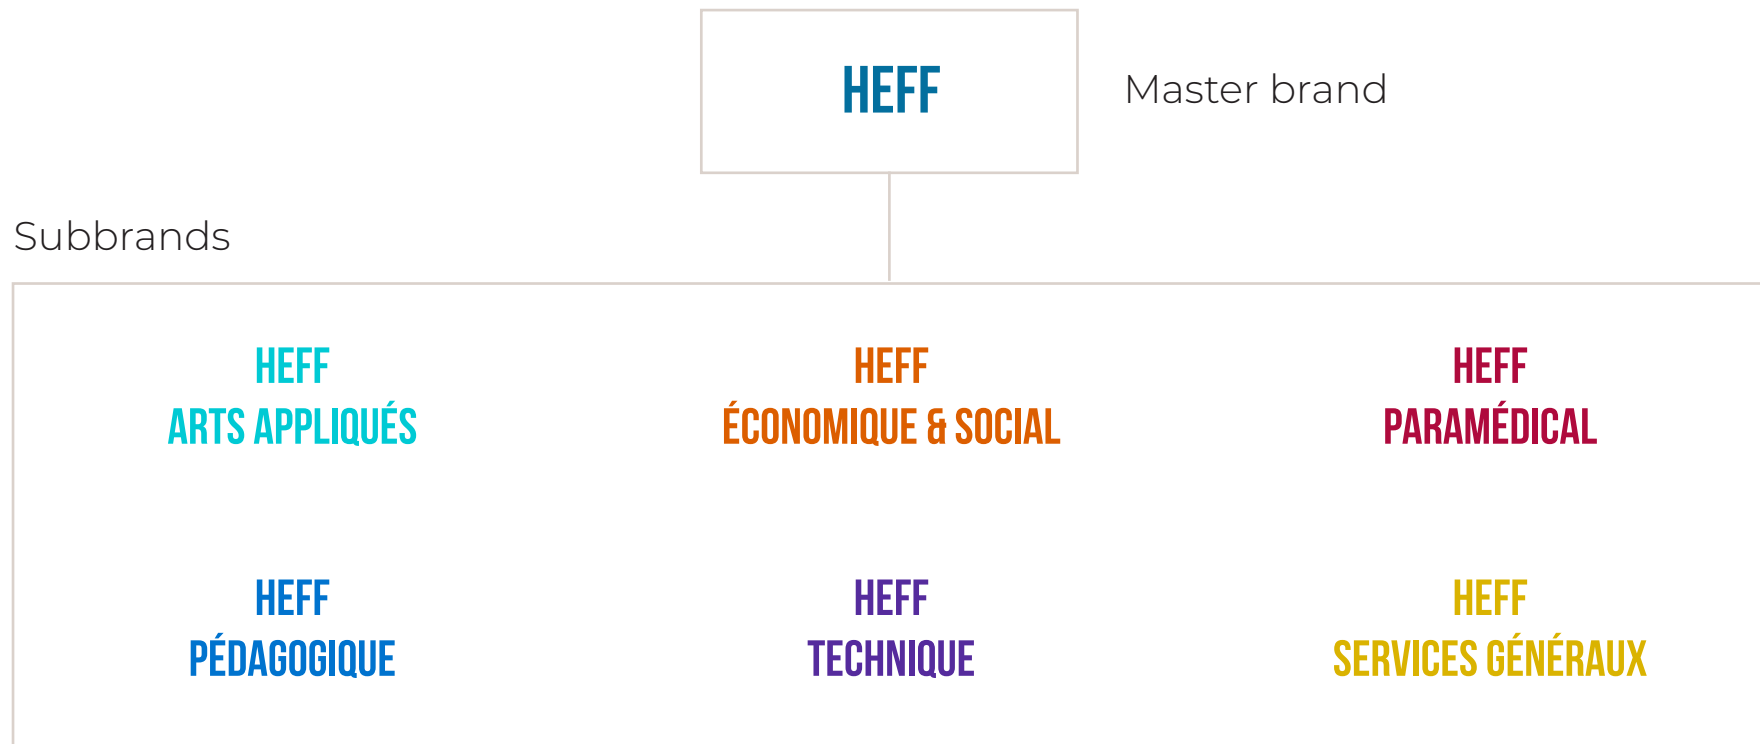 HEFF
Master brand
Subbrands
HEFF
ARTS APPLIQUÉS
HEFF
ÉCONOMIQUE & SOCIAL
HEFF
PARAMÉDICAL
HEFF
PÉDAGOGIQUE
HEFF
TECHNIQUE
HEFF
SERVICES GÉNÉRAUX